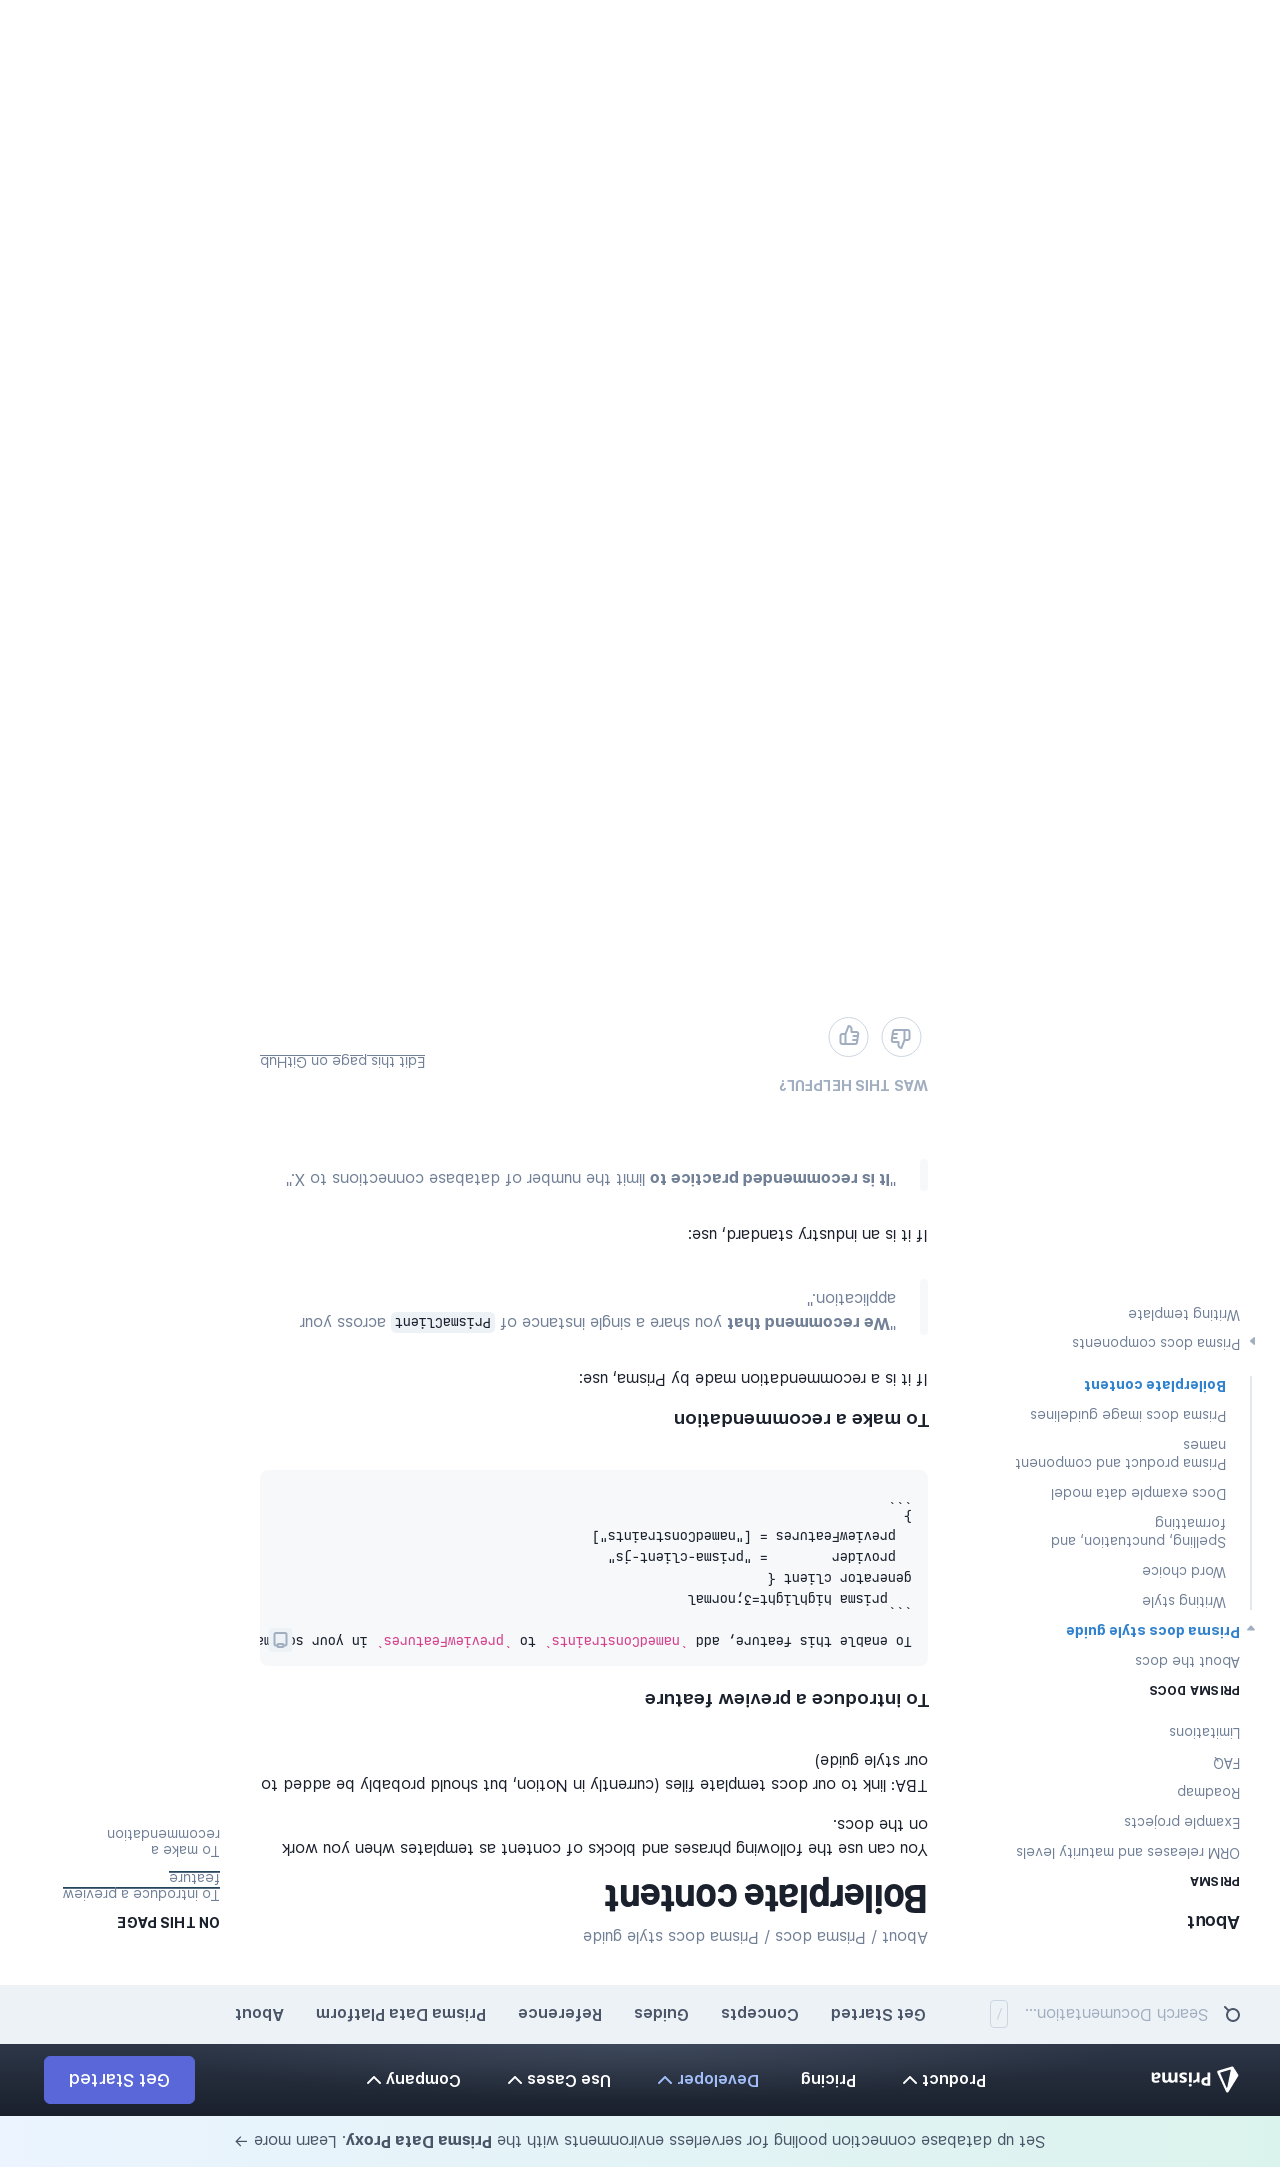 Set up database connection pooling for serverless environments with the Prisma Data Proxy. Learn more →
Prisma
Product
Pricing
Developer
Use Cases
Company
Get Started
Search Documentation...
/
Get Started
Concepts
Guides
Reference
Prisma Data Platform
About
About
PRISMA
ORM releases and maturity levels
Example projects
Roadmap
FAQ
Limitations
PRISMA DOCS
About the docs
Prisma docs style guide
Writing style
Word choice
Spelling, punctuation, and
formatting
Docs example data model
Prisma product and component
names
Prisma docs image guidelines
Boilerplate content
Prisma docs components
Writing template
About / Prisma docs / Prisma docs style guide
Boilerplate content
You can use the following phrases and blocks of content as templates when you work
on the docs.
TBA: link to our docs template files (currently in Notion, but should probably be added to
our style guide)
To introduce a preview feature
To enable this feature, add `namedConstraints` to `previewFeatures` in your
```prisma highlight=3;normal
generator client {
provider = "prisma-client-js"
previewFeatures = ["namedConstraints"]
}
```
To make a recommendation
If it is a recommendation made by Prisma, use:
"We recommend that you share a single instance of PrismaClient across your
application."
If it is an industry standard, use:
"It is recommended practice to limit the number of database connections to X."
WAS THIS HELPFUL?
Edit this page on GitHub
ON THIS PAGE
To introduce a preview
feature
To make a
recommendation